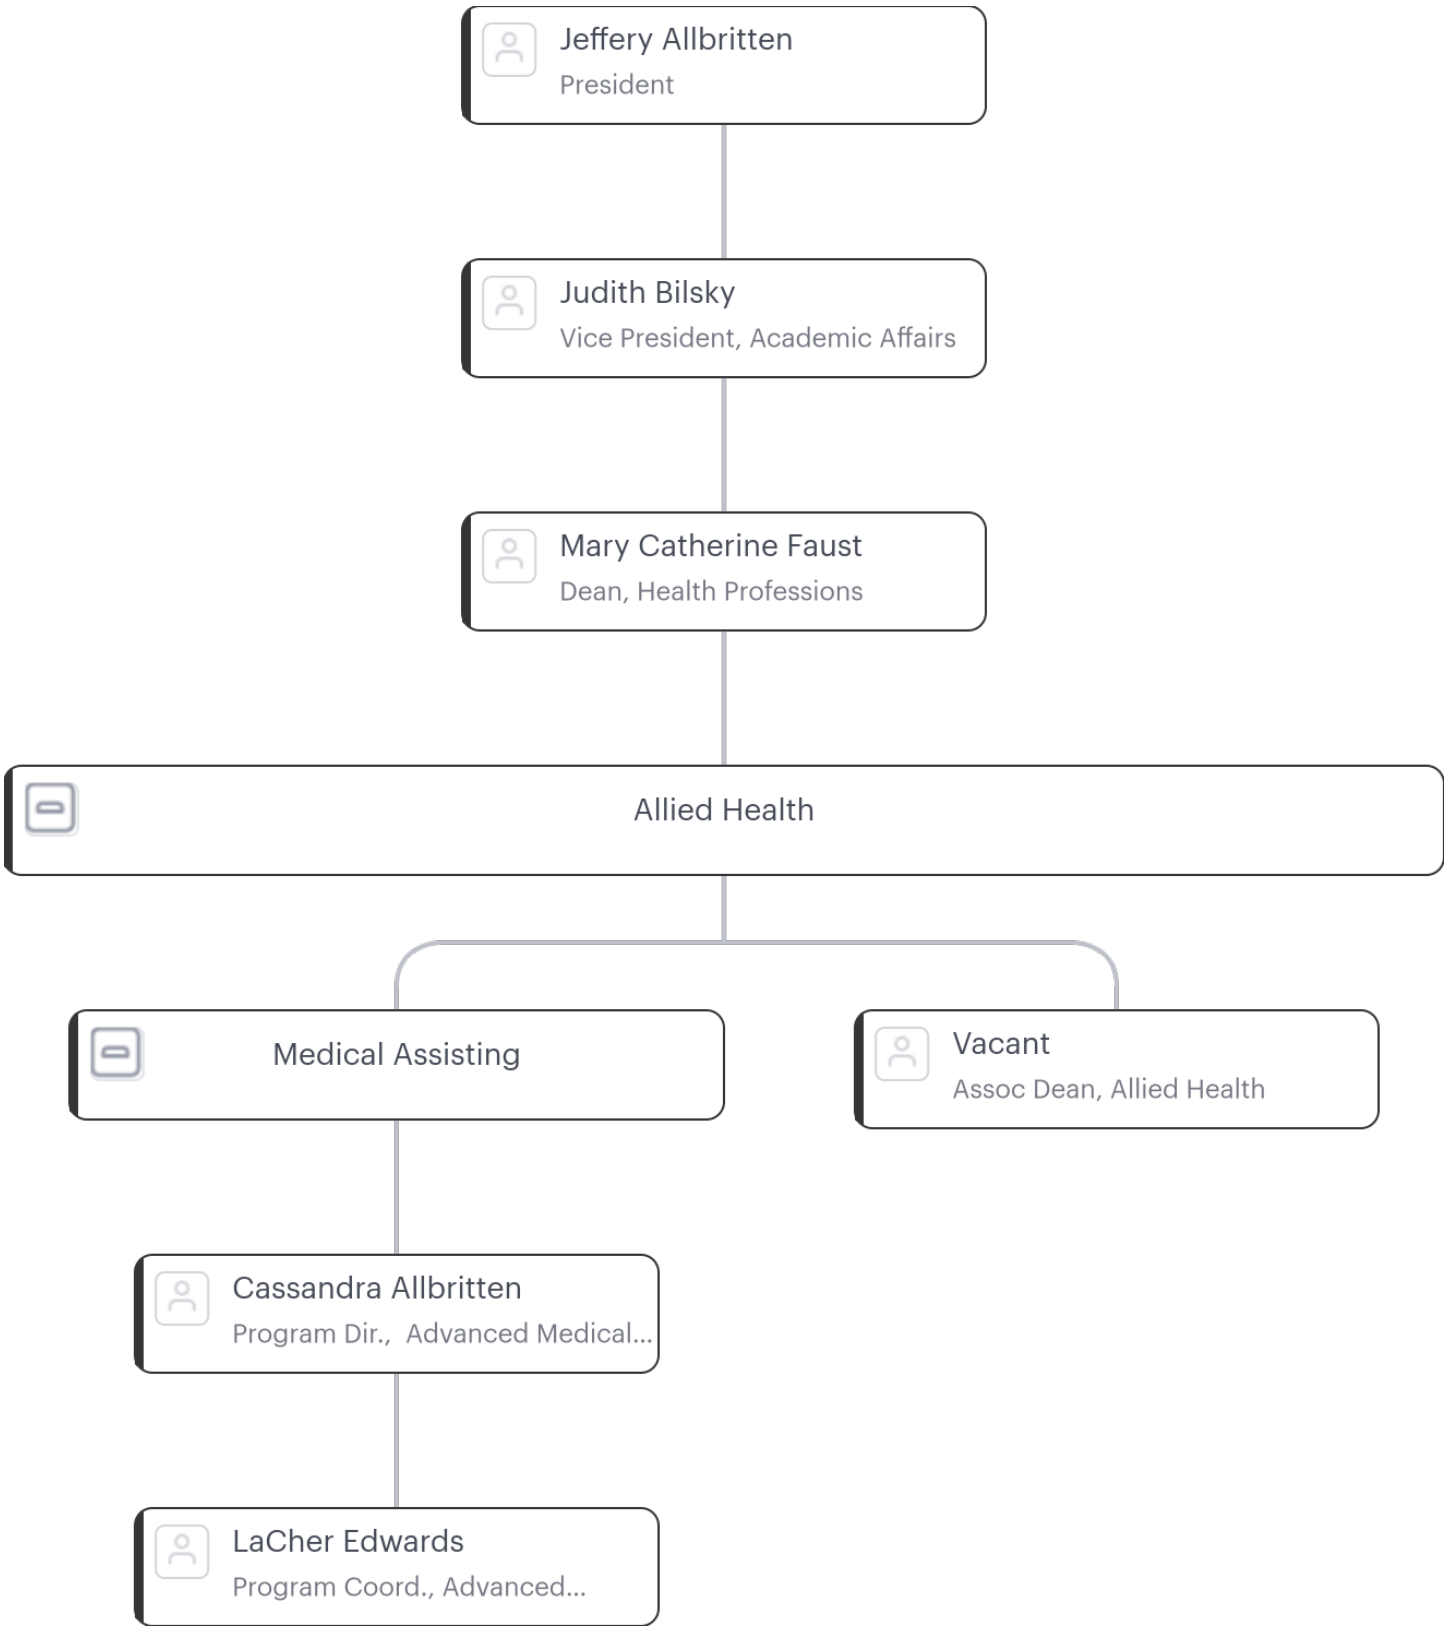 Jeffery Allbritten
President
Judith Bilsky
Vice President, Academic Affairs
Mary Catherine Faust
Dean, Health Professions
Allied Health
Medical Assisting
Vacant
Assoc Dean, Allied Health
Cassandra Allbritten
Program Dir.,  Advanced Medical...
LaCher Edwards
Program Coord., Advanced...